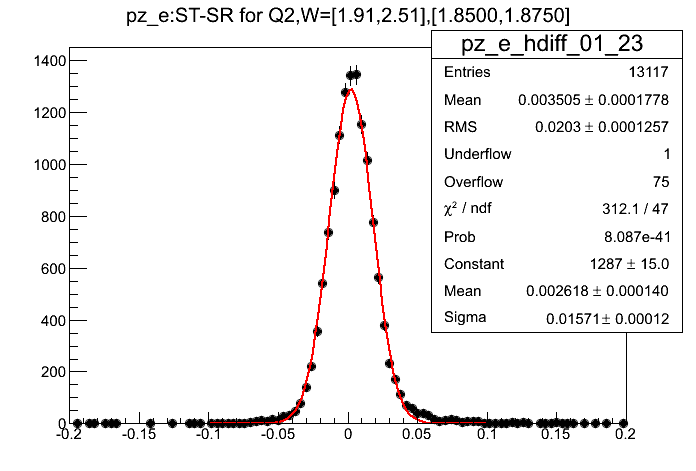 pz_e:ST-SR for Q2,W=[1.91,2.51],[1.8500,1.8750]
pz_e_hdiff_01_23
Entries 13117
Mean 0.003505 ± 0.0001778
RMS 0.0203 ± 0.0001257
Underflow 1
Overflow 75
χ² / ndf 312.1 / 47
Prob 8.087e-41
Constant 1287 ± 15.0
Mean 0.002618 ± 0.000140
Sigma 0.01571 ± 0.00012
1400
1200
1000
800
600
400
200
0
-0.2 -0.15 -0.1 -0.05 0 0.05 0.1 0.15 0.2